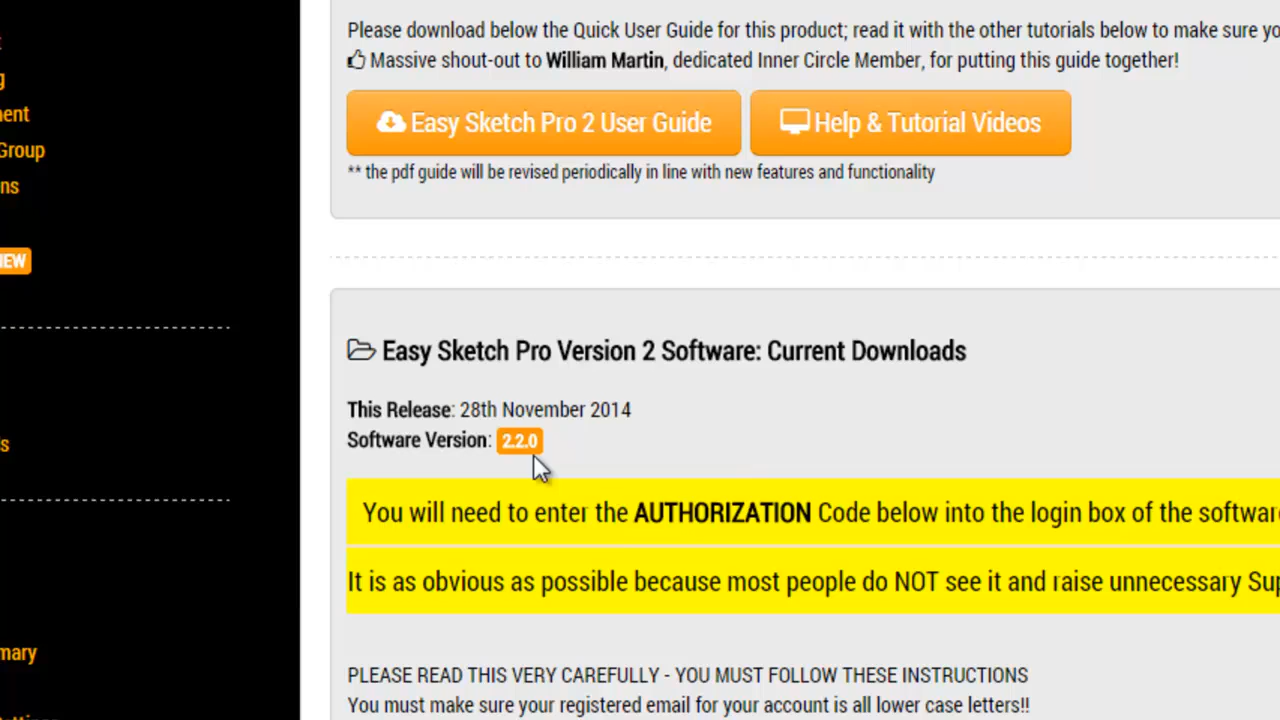 Please download below the Quick User Guide for this product; read it with the other tutorials below to make sure yo
Massive shout-out to William Martin, dedicated Inner Circle Member, for putting this guide together!
Easy Sketch Pro 2 User Guide
Help & Tutorial Videos
** the pdf guide will be revised periodically in line with new features and functionality
ent
Group
ns
NEW
Easy Sketch Pro Version 2 Software: Current Downloads
This Release: 28th November 2014
Software Version: 2.2.0
s
You will need to enter the AUTHORIZATION Code below into the login box of the softwar
It is as obvious as possible because most people do NOT see it and raise unnecessary Sup
mary
PLEASE READ THIS VERY CAREFULLY - YOU MUST FOLLOW THESE INSTRUCTIONS
You must make sure your registered email for your account is all lower case letters!!